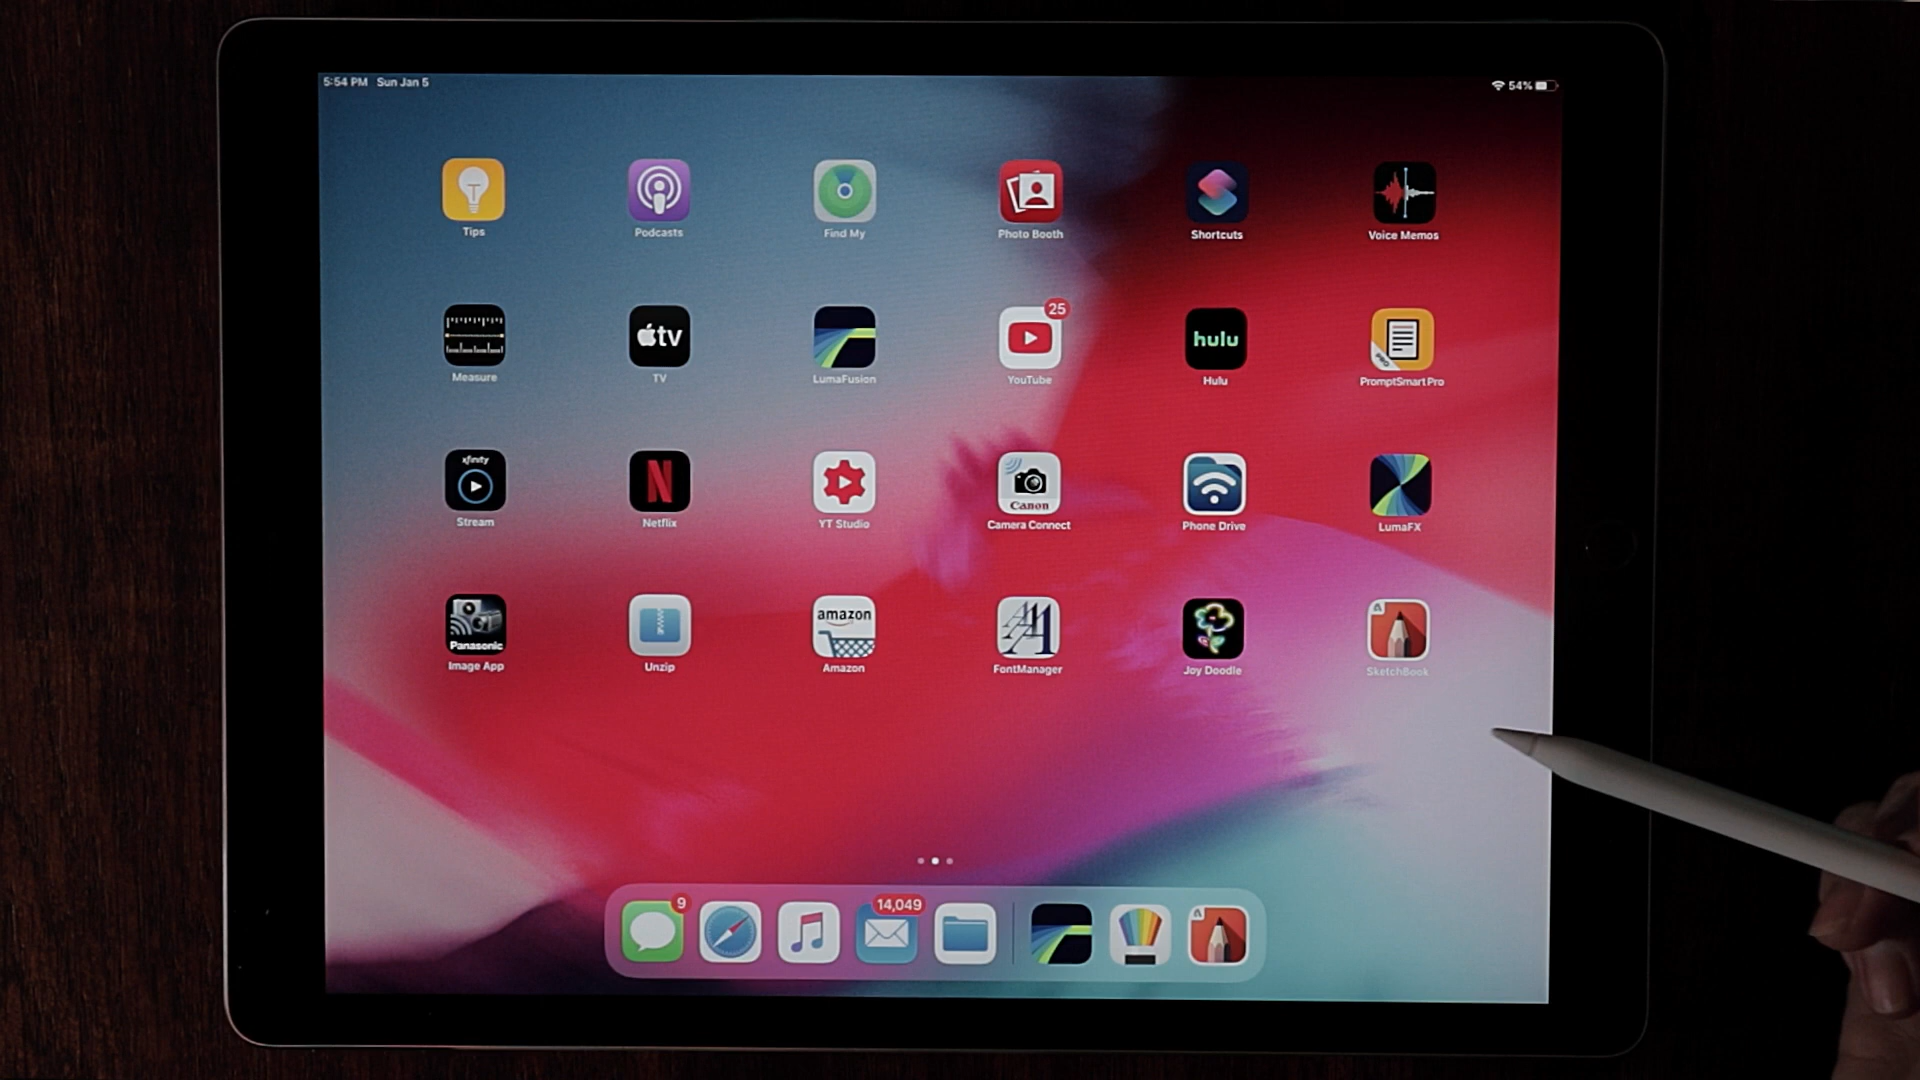 5:54 PM Sun Jan 5
54%
Tips
Podcasts
Find My
Photo Booth
Shortcuts
Voice Memos
tv
25
hulu
PRO
Measure
TV
LumaFusion
YouTube
Hulu
PromptSmart Pro
xfinity
Canon
Stream
Netflix
YT Studio
Camera Connect
Phone Drive
LumaFX
Panasonic
amazon
Image App
Unzip
Amazon
FontManager
Joy Doodle
SketchBook
9
14,049